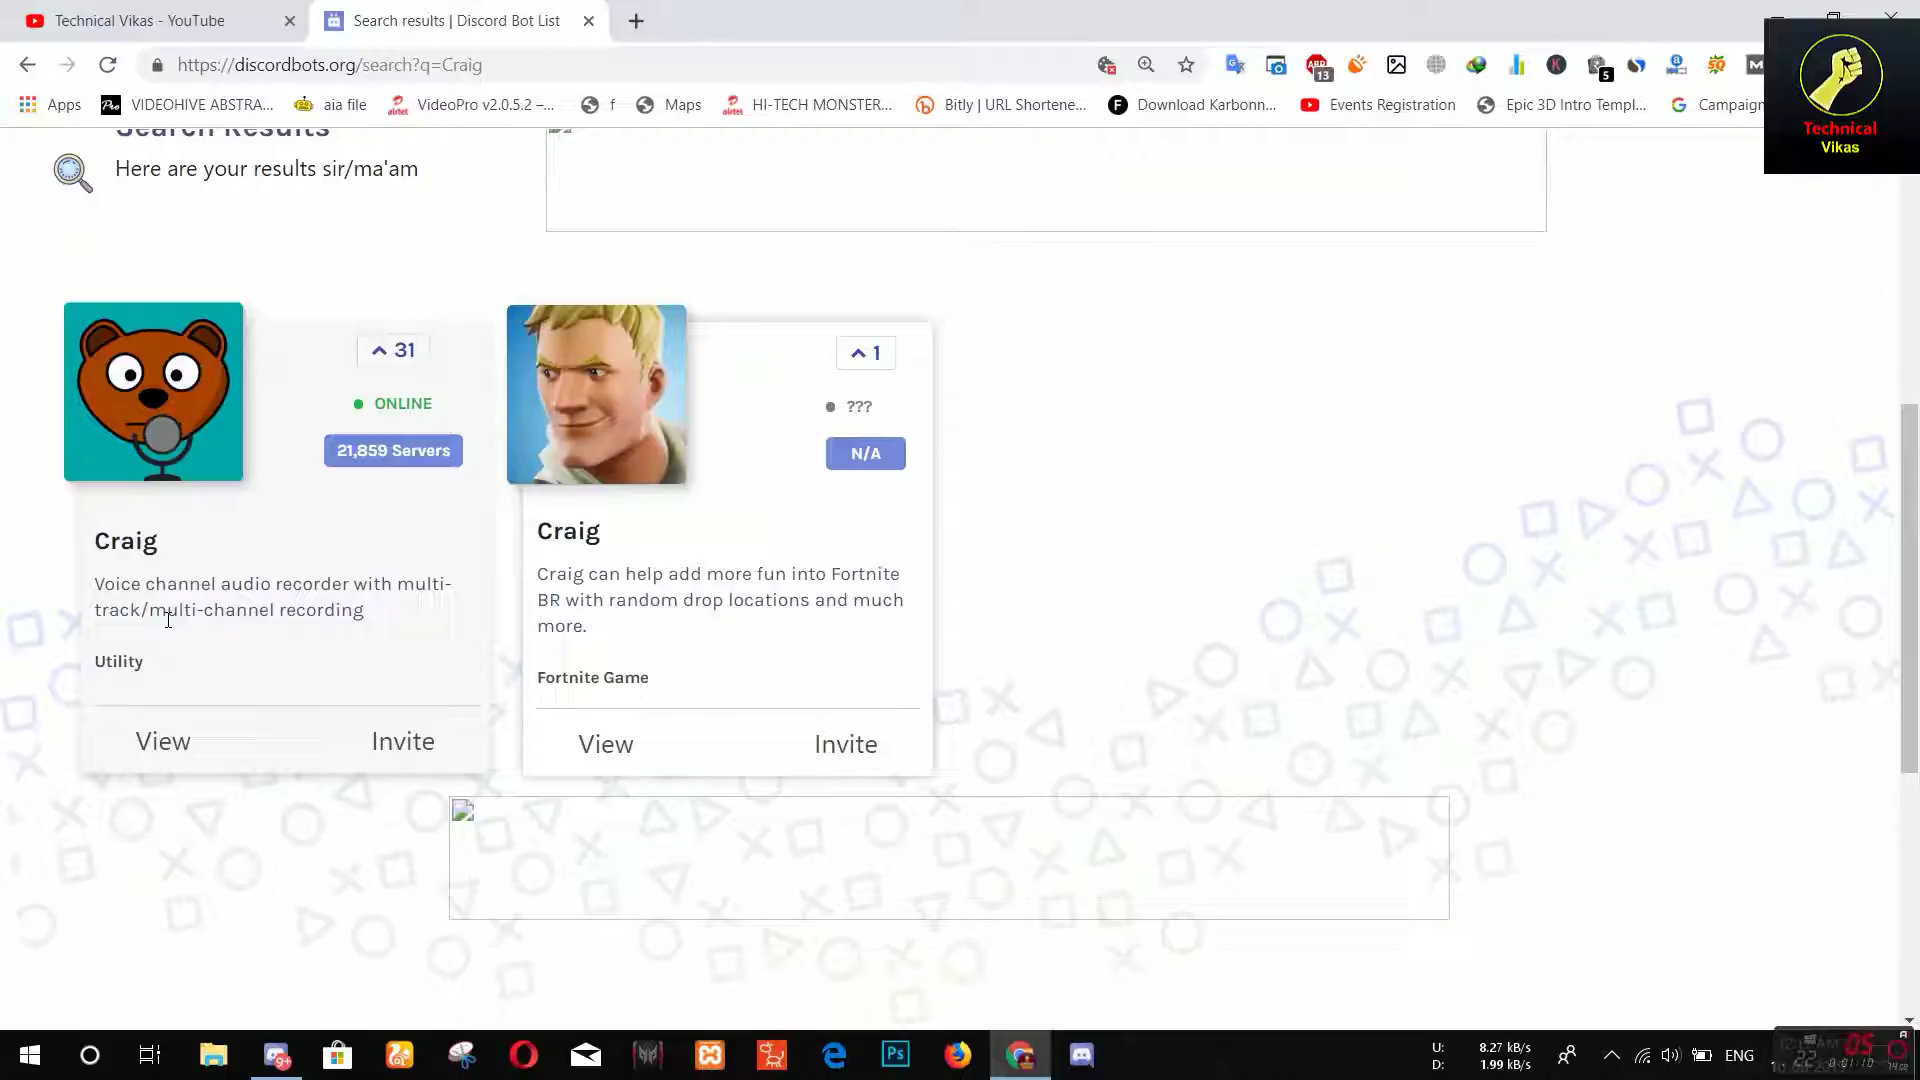 Technical Vikas - YouTube
Search results | Discord Bot List
https://discordbots.org/search?q=Craig
ABP
13
5
Apps
VIDEOHIVE ABSTRA...
aia file
VideoPro v2.0.5.2 –...
f
Maps
HI-TECH MONSTER...
Bitly | URL Shortene...
Download Karbonn...
Events Registration
Epic 3D Intro Templ...
Campaign
Technical
Vikas
Search Results
Here are your results sir/ma'am
31
ONLINE
21,859 Servers
Craig
Voice channel audio recorder with multi-
track/multi-channel recording
Utility
View
Invite
1
???
N/A
Craig
Craig can help add more fun into Fortnite
BR with random drop locations and much
more.
Fortnite Game
View
Invite
U:
8.27 kB/s
D:
1.99 kB/s
ENG